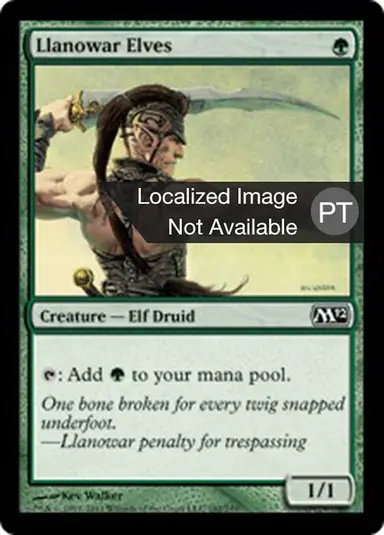 Llanowar Elves
Localized Image
Not Available
PT
Creature — Elf Druid
M12
: Add to your mana pool.
One bone broken for every twig snapped
underfoot.
—Llanowar penalty for trespassing
Kev Walker
1/1